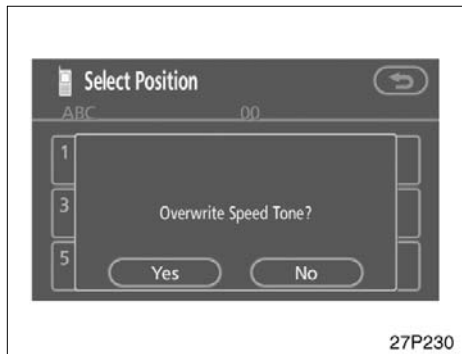 Select Position
ABC 00
1
3
Overwrite Speed Tone?
5
Yes No
27P230